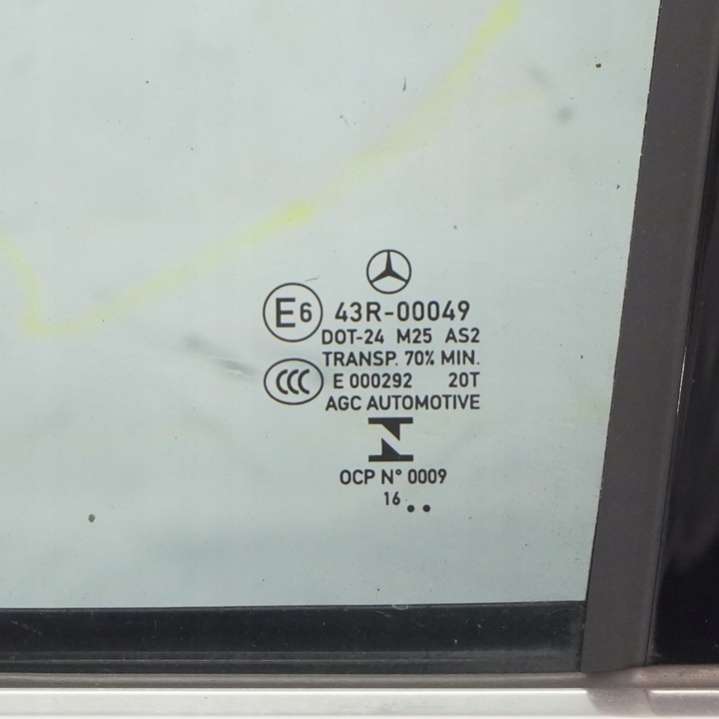 E6 43R-00049
DOT-24 M25 AS2
TRANSP. 70% MIN.
CCC E 000292 20T
AGC AUTOMOTIVE
N
OCP N° 0009
16 ..